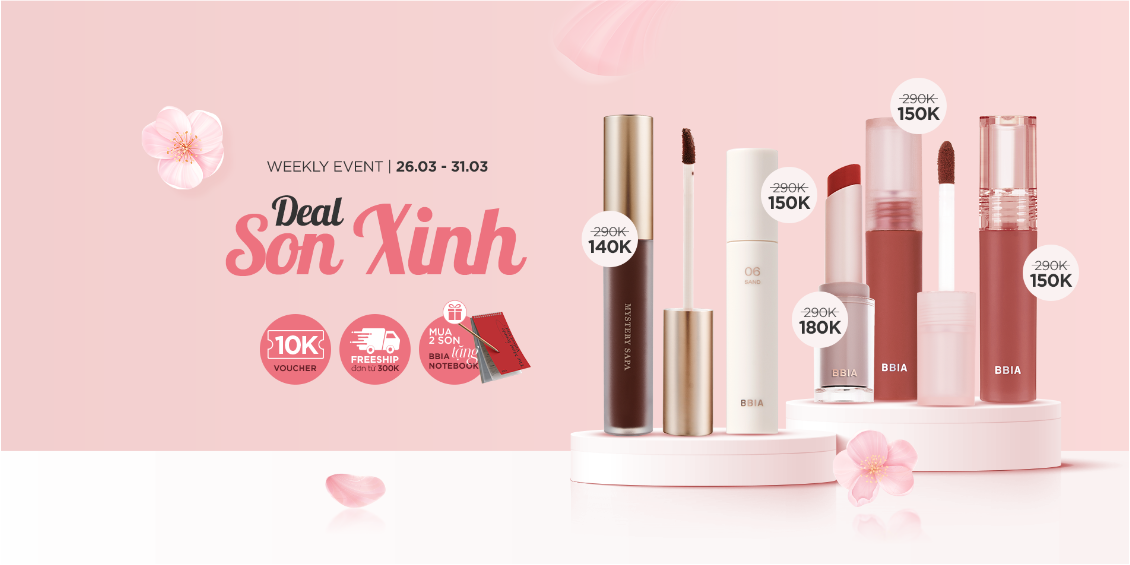 WEEKLY EVENT | 26.03 - 31.03
Deal
Son Xinh
10K
VOUCHER
FREESHIP
đơn từ 300K
MUA
2 SON
tặng
BBIA
NOTEBOOK
290K
140K
MYSTERY SAPA
290K
150K
06
BBIA
290K
180K
BBIA
290K
150K
BBIA
290K
150K
BBIA